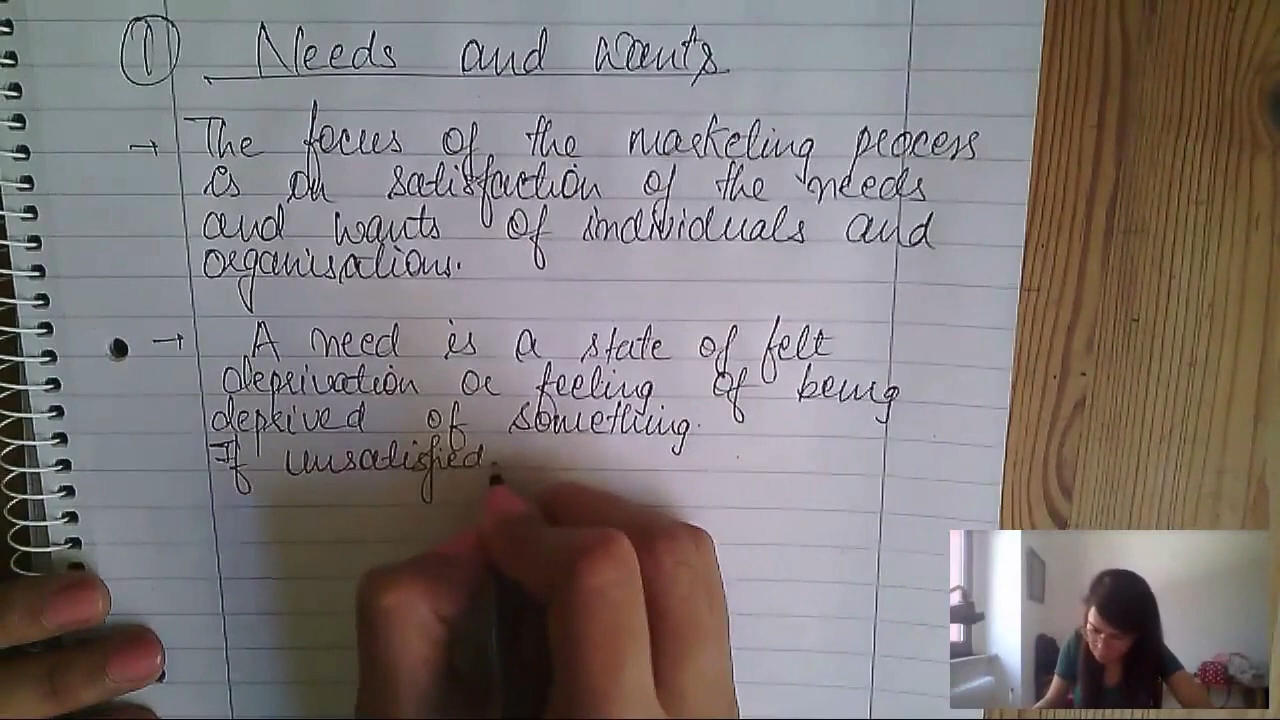 ① Needs and wants
→ The focus of the marketing process
is on satisfaction of the needs
and wants of individuals and
organisations.
→ A need is a state of felt
deprivation or feeling of being
deprived of something.
If unsatisfied,